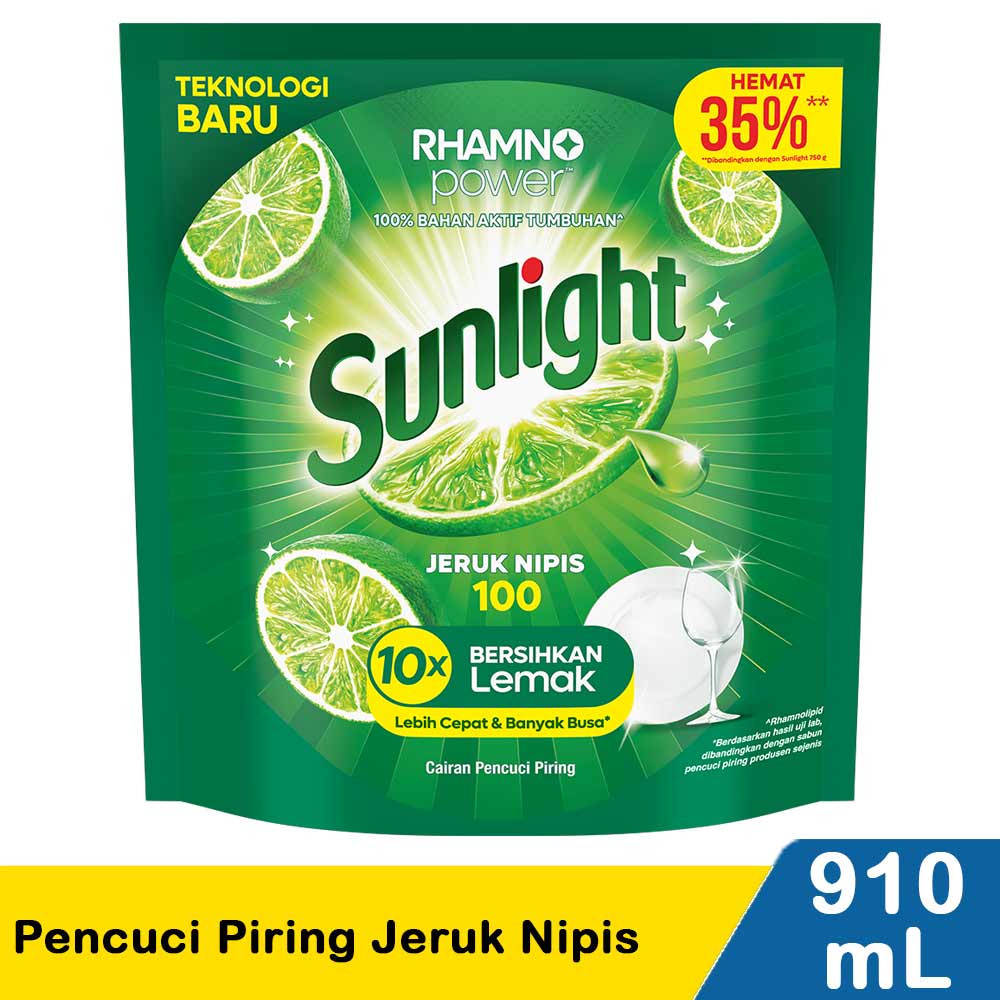 TEKNOLOGI
BARU
HEMAT
35%**
**Dibandingkan dengan Sunlight 750 g
RHAMNO
power™
100% BAHAN AKTIF TUMBUHAN^
Sunlight
JERUK NIPIS
100
10x
BERSIHKAN
Lemak
Lebih Cepat & Banyak Busa*
Cairan Pencuci Piring
^Rhamnolipid
*Berdasarkan hasil uji lab,
dibandingkan dengan sabun
pencuci piring produsen sejenis
Pencuci Piring Jeruk Nipis
910
mL